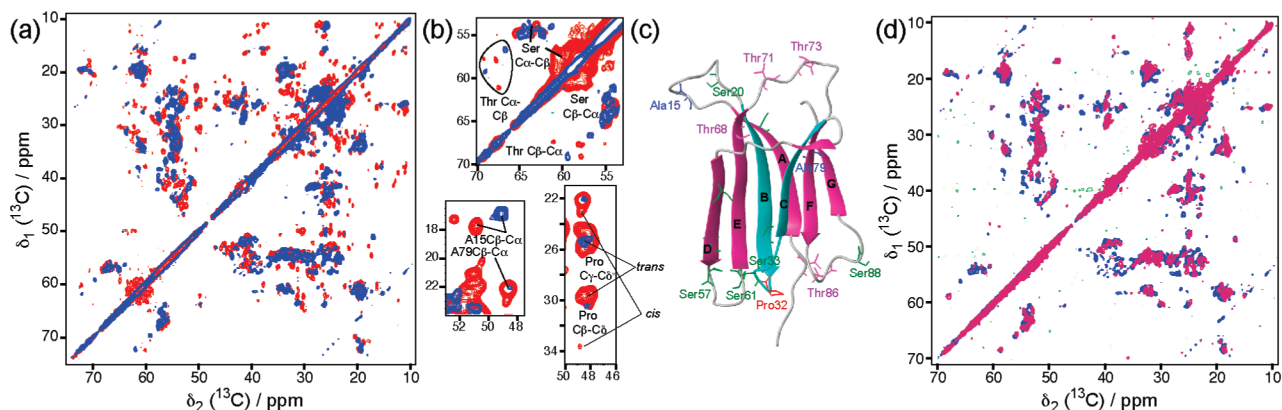 (a)
10
20
30
40
50
60
70
δ1 (13C) / ppm
70 60 50 40 30 20 10
δ2 (13C) / ppm
(b)
55
60
65
70
Ser
Cα-Cβ
Thr Cα-
Cβ
Ser
Cβ-Cα
Thr Cβ-Cα
70 65 60 55
18
20
22
A15Cβ-Cα
A79Cβ-Cα
52 50 48
22
24
26
28
30
32
34
Pro
Cγ-Cδ
trans
Pro
Cβ-Cδ
cis
50 48 46
(c)
Thr71
Thr73
Ser20
Ala15
Thr68
Ala79
A
B
C
D
E
F
G
Ser33
Ser57
Ser61
Pro32
Thr86
Ser88
(d)
10
20
30
40
50
60
70
δ1 (13C) / ppm
70 60 50 40 30 20 10
δ2 (13C) / ppm